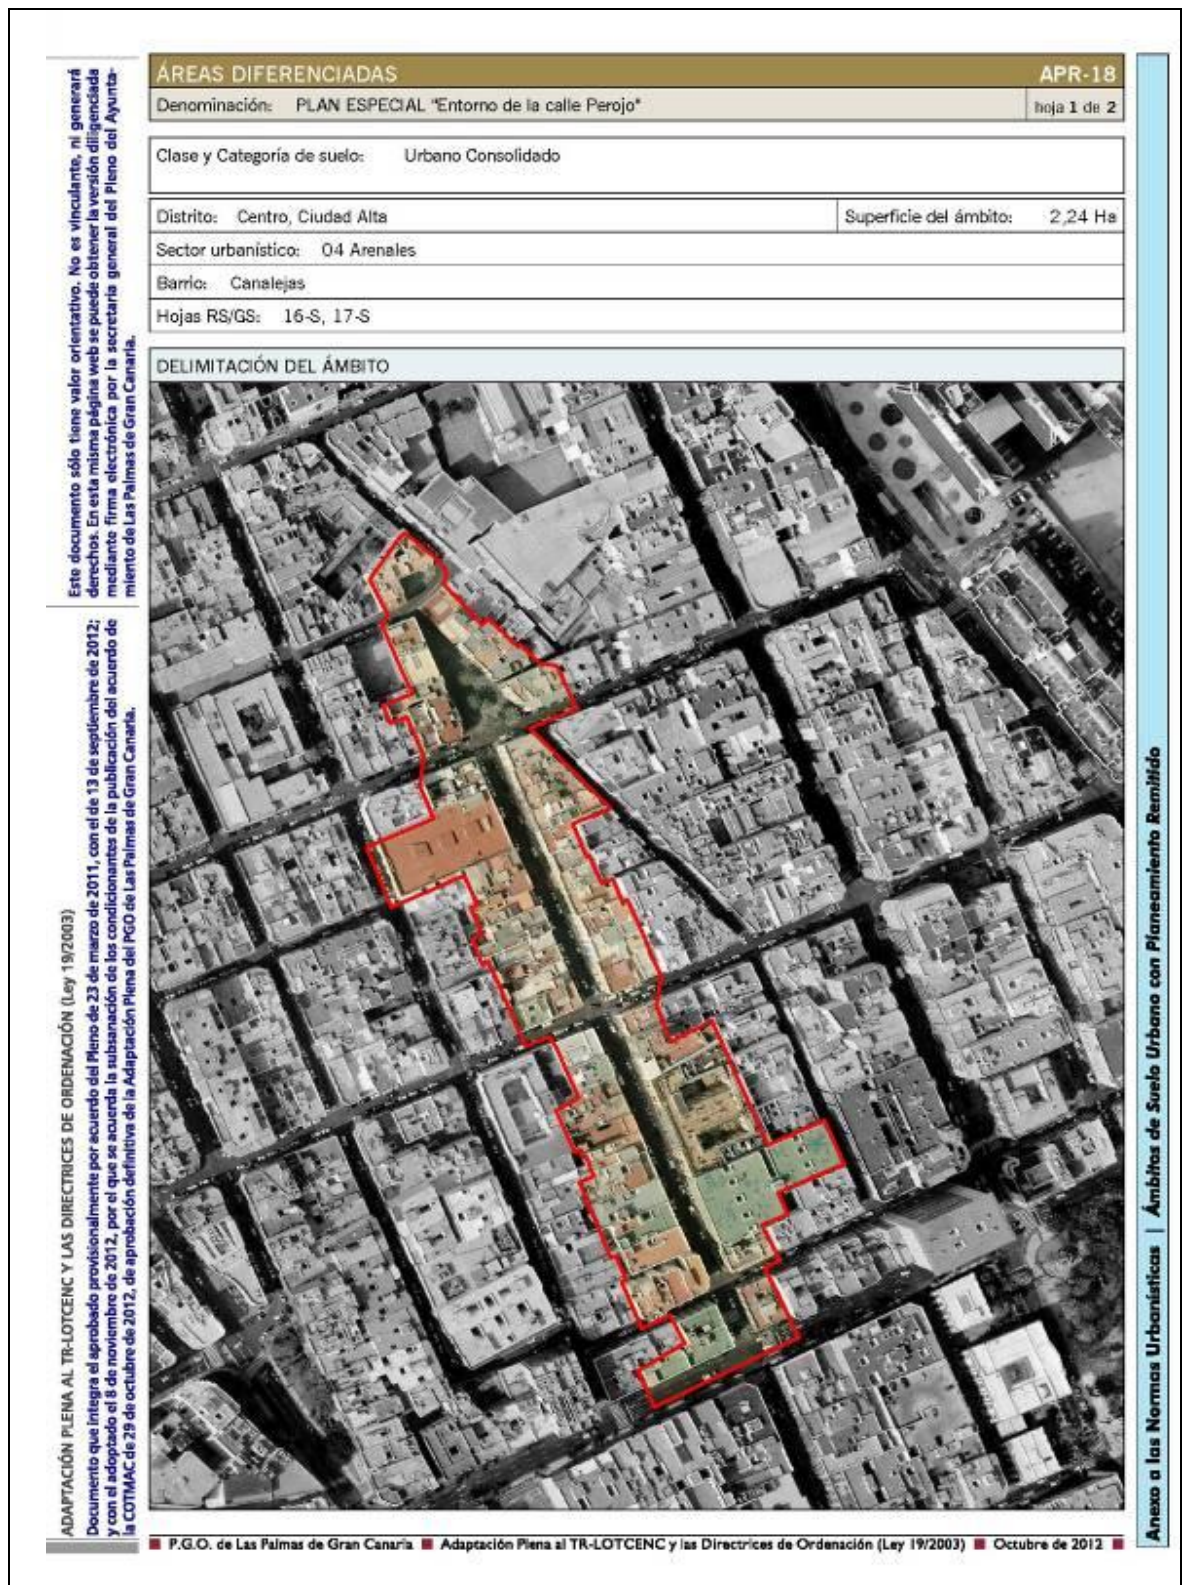 ÁREAS DIFERENCIADAS APR-18
Denominación: PLAN ESPECIAL "Entorno de la calle Perojo" hoja 1 de 2
Clase y Categoría de suelo: Urbano Consolidado
Distrito: Centro, Ciudad Alta Superficie del ámbito: 2,24 Ha
Sector urbanístico: 04 Arenales
Barrio: Canalejas
Hojas RS/GS: 16-S, 17-S
DELIMITACIÓN DEL ÁMBITO
P.G.O. de Las Palmas de Gran Canaria Adaptación Plena al TR-LOTCENC y las Directrices de Ordenación (Ley 19/2003) Octubre de 2012
Este documento sólo tiene valor orientativo. No es vinculante, ni generará
derechos. En esta misma página web se puede obtener la versión diligenciada
mediante firma electrónica por la secretaría general del Pleno del Ayunta-
miento de Las Palmas de Gran Canaria.
ADAPTACIÓN PLENA AL TR-LOTCENC Y LAS DIRECTRICES DE ORDENACIÓN (Ley 19/2003)
Documento que integra el aprobado provisionalmente por acuerdo del Pleno de 23 de marzo de 2011, con el de 13 de septiembre de 2012;
y con el adoptado el 8 de noviembre de 2012, por el que se acuerda la subsanación de los condicionantes de la publicación del acuerdo de
la COTMAC de 29 de octubre de 2012, de aprobación definitiva de la Adaptación Plena del PGO de Las Palmas de Gran Canaria.
Anexo a las Normas Urbanísticas | Ámbitos de Suelo Urbano con Planeamiento Remitido